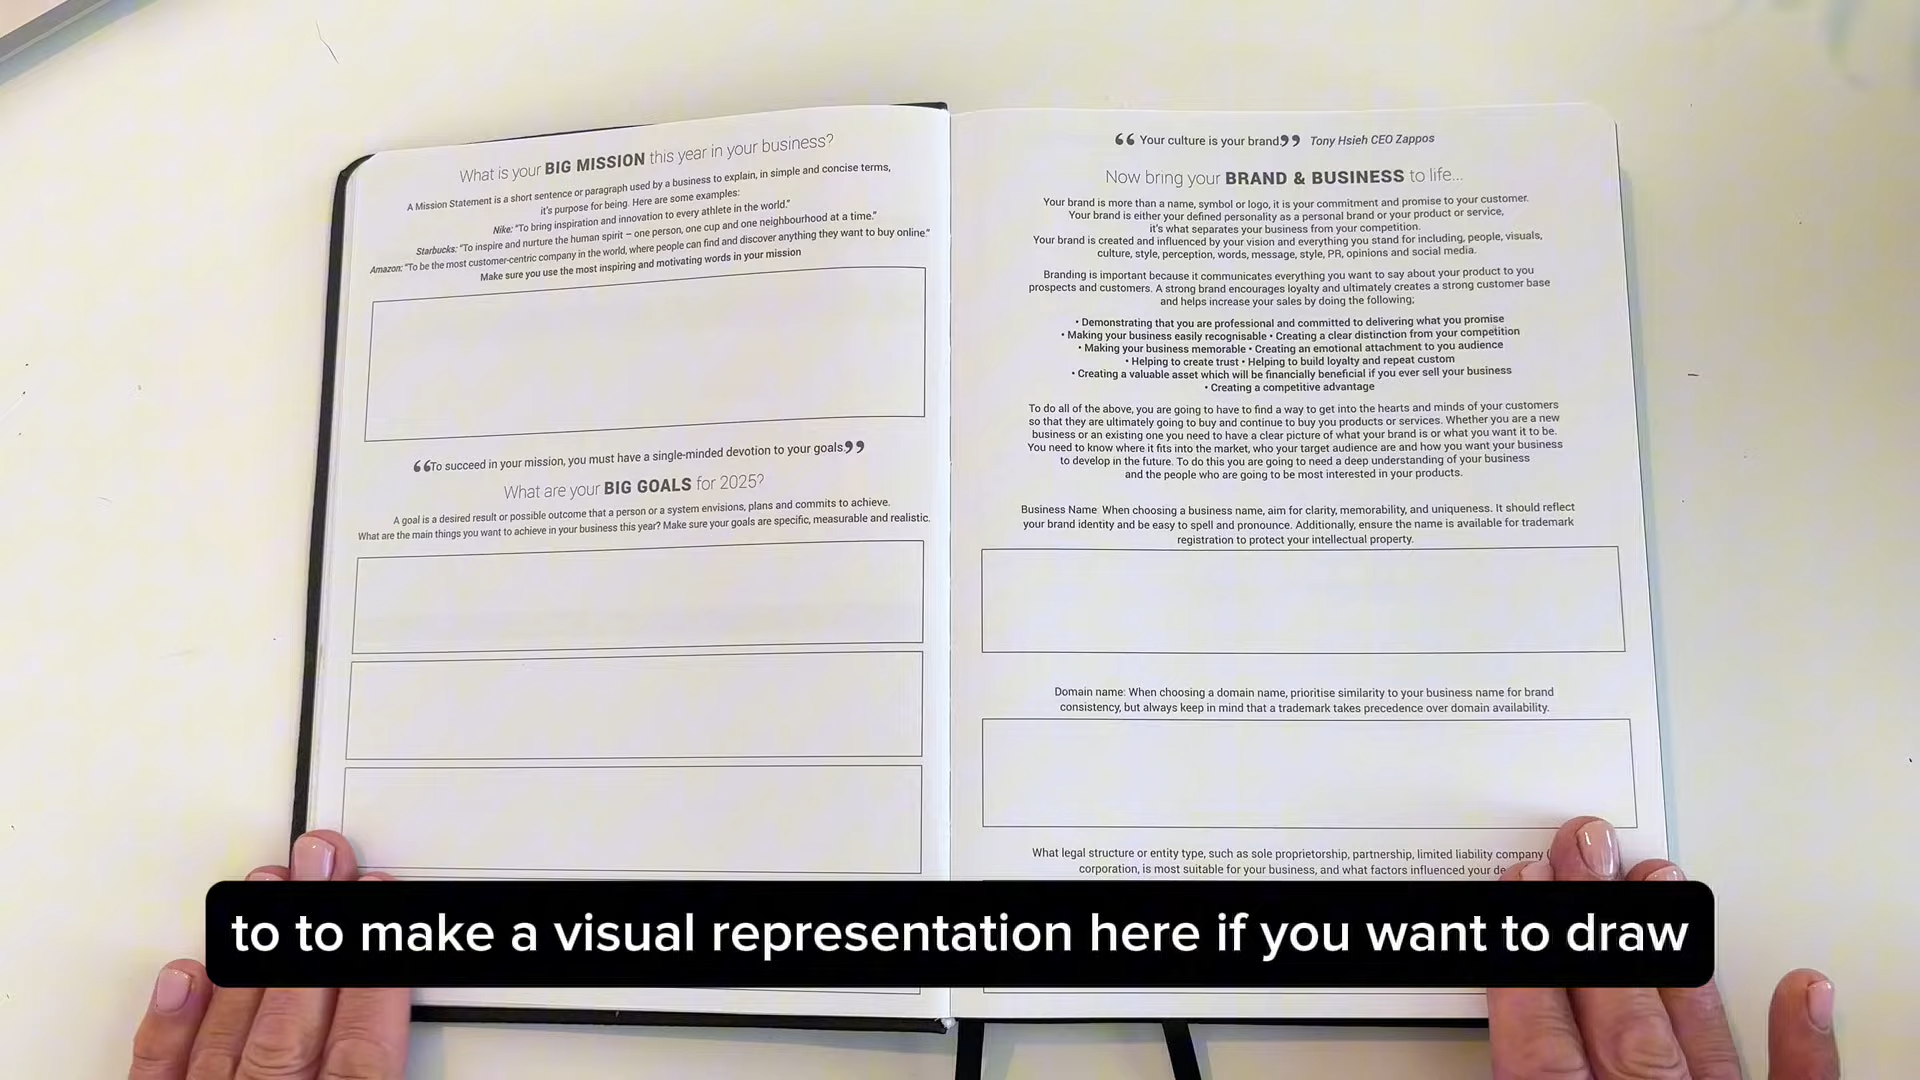 What is your BIG MISSION this year in your business?
A Mission Statement is a short sentence or paragraph used by a business to explain, in simple and concise terms,
it's purpose for being. Here are some examples:
Nike: "To bring inspiration and innovation to every athlete in the world."
Starbucks: "To inspire and nurture the human spirit – one person, one cup and one neighbourhood at a time."
Amazon: "To be the most customer-centric company in the world, where people can find and discover anything they want to buy online."
Make sure you use the most inspiring and motivating words in your mission
“To succeed in your mission, you must have a single-minded devotion to your goals”
What are your BIG GOALS for 2025?
A goal is a desired result or possible outcome that a person or a system envisions, plans and commits to achieve.
What are the main things you want to achieve in your business this year? Make sure your goals are specific, measurable and realistic.
“Your culture is your brand” Tony Hsieh CEO Zappos
Now bring your BRAND & BUSINESS to life...
Your brand is more than a name, symbol or logo, it is your commitment and promise to your customer.
Your brand is either your defined personality as a personal brand or your product or service,
it's what separates your business from your competition.
Your brand is created and influenced by your vision and everything you stand for including, people, visuals,
culture, style, perception, words, message, style, PR, opinions and social media.
Branding is important because it communicates everything you want to say about your product to you
prospects and customers. A strong brand encourages loyalty and ultimately creates a strong customer base
and helps increase your sales by doing the following;
• Demonstrating that you are professional and committed to delivering what you promise
• Making your business easily recognisable • Creating a clear distinction from your competition
• Making your business memorable • Creating an emotional attachment to you audience
• Helping to create trust • Helping to build loyalty and repeat custom
• Creating a valuable asset which will be financially beneficial if you ever sell your business
• Creating a competitive advantage
To do all of the above, you are going to have to find a way to get into the hearts and minds of your customers
so that they are ultimately going to buy and continue to buy you products or services. Whether you are a new
business or an existing one you need to have a clear picture of what your brand is or what you want it to be.
You need to know where it fits into the market, who your target audience are and how you want your business
to develop in the future. To do this you are going to need a deep understanding of your business
and the people who are going to be most interested in your products.
Business Name: When choosing a business name, aim for clarity, memorability, and uniqueness. It should reflect
your brand identity and be easy to spell and pronounce. Additionally, ensure the name is available for trademark
registration to protect your intellectual property.
Domain name: When choosing a domain name, prioritise similarity to your business name for brand
consistency, but always keep in mind that a trademark takes precedence over domain availability.
What legal structure or entity type, such as sole proprietorship, partnership, limited liability company (
corporation, is most suitable for your business, and what factors influenced your
to to make a visual representation here if you want to draw